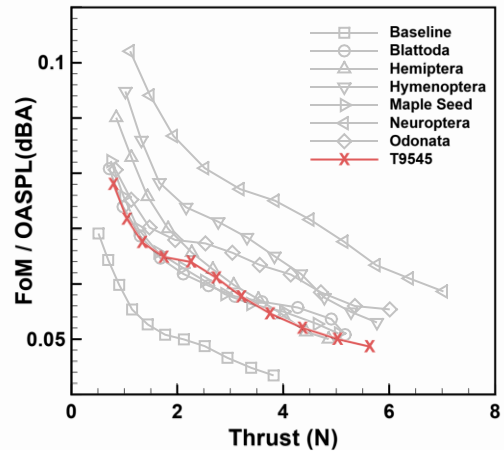 Baseline
Blattoda
Hemiptera
Hymenoptera
Maple Seed
Neuroptera
Odonata
T9545
0.1
0.05
FoM / OASPL(dBA)
0 2 4 6 8
Thrust (N)